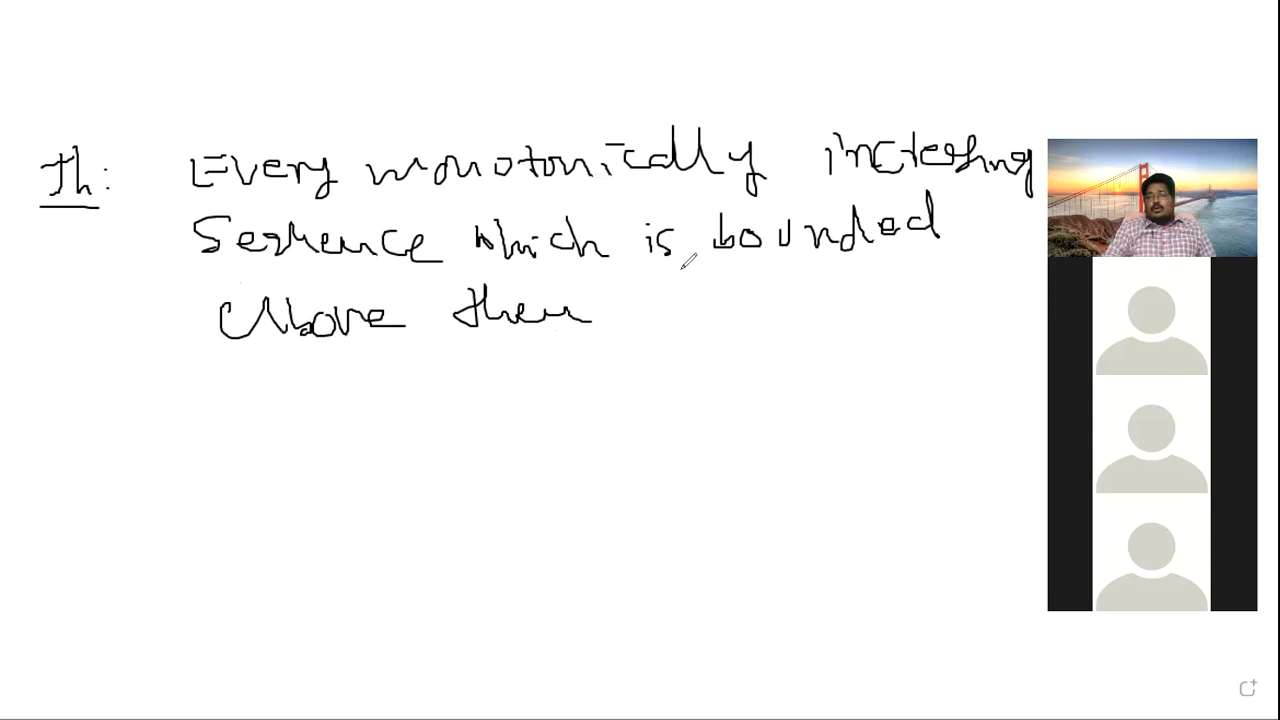 Th: Every monotonically increasing
Sequence which is bounded
above then